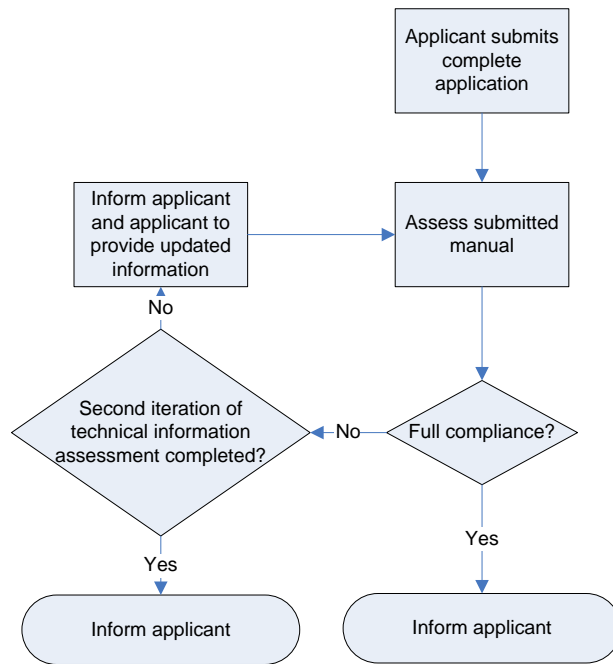 Applicant submits
complete
application
Inform applicant
and applicant to
provide updated
information
Assess submitted
manual
No
Second iteration of
technical information
assessment completed?
No
Full compliance?
Yes
Yes
Inform applicant
Inform applicant